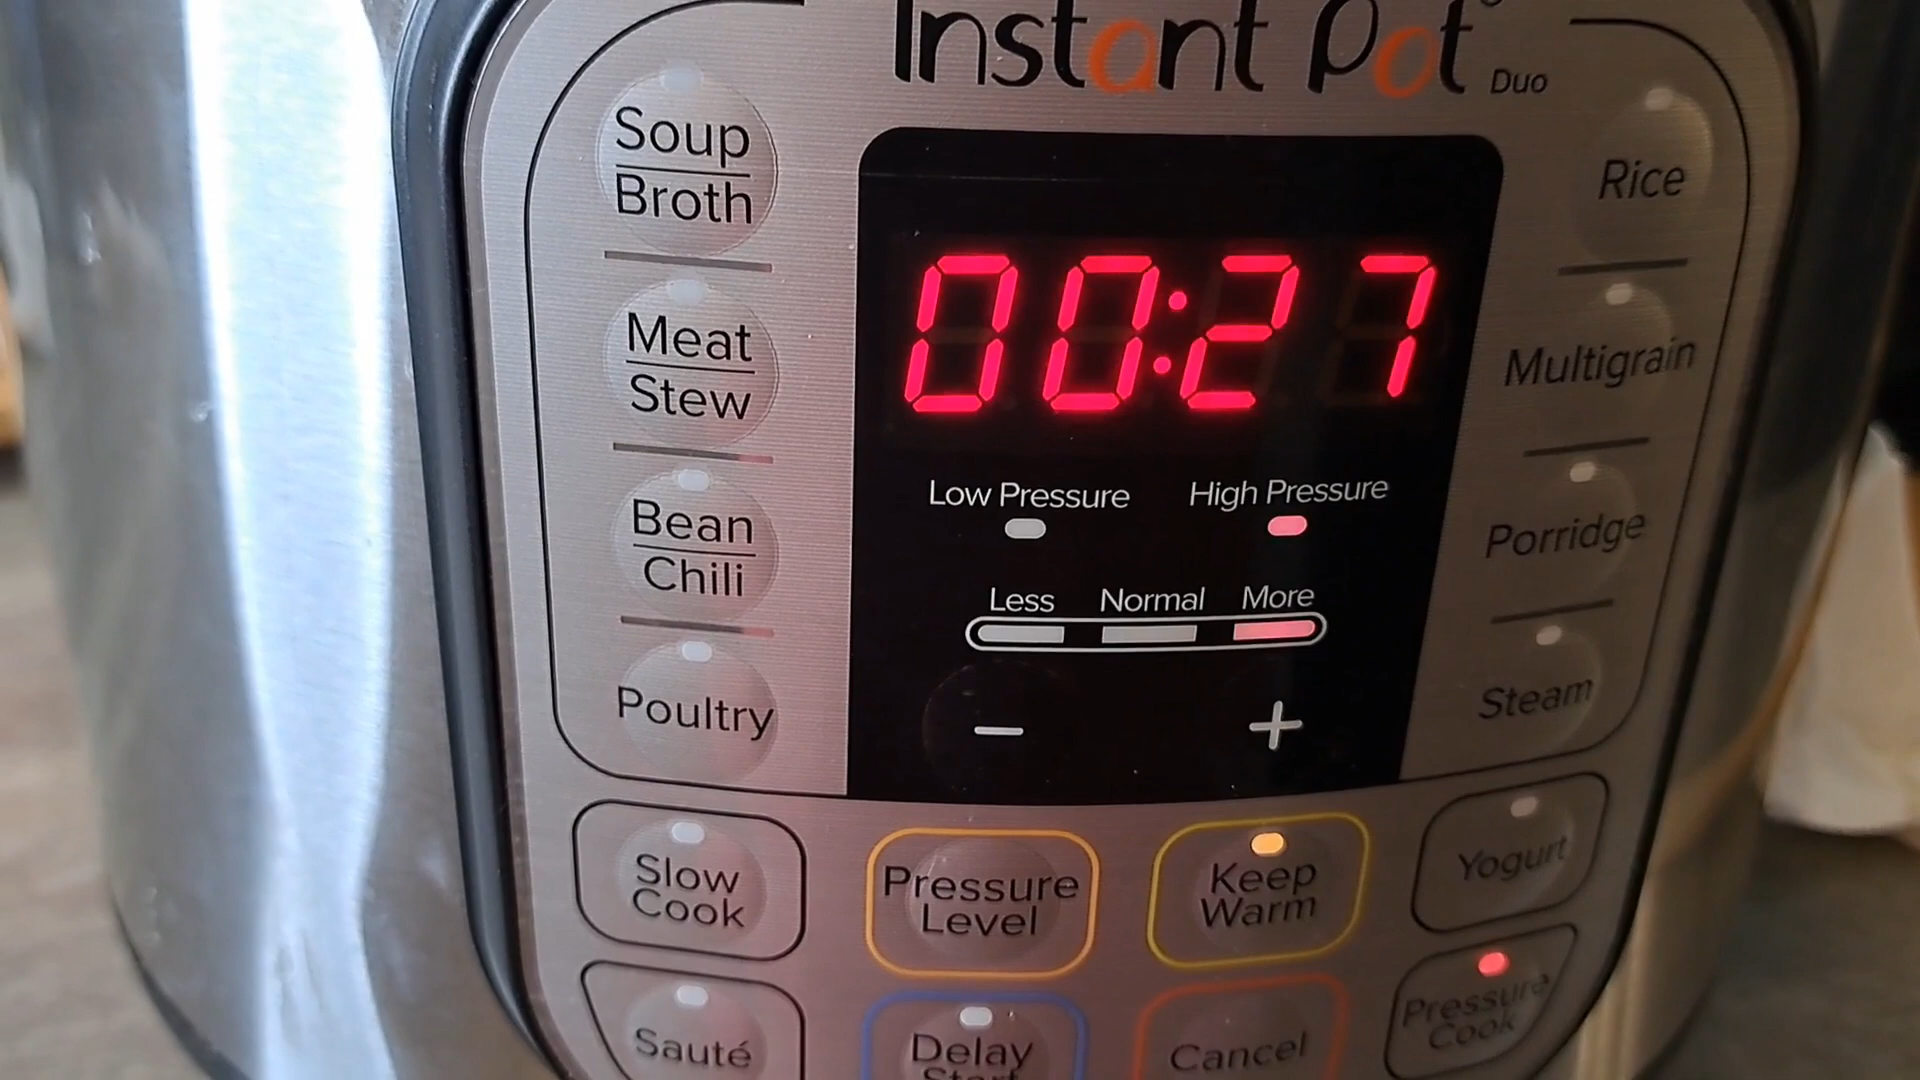 Instant Pot Duo
Soup
Broth
Rice
00:27
Meat
Stew
Multigrain
Low Pressure High Pressure
Bean
Chili
Porridge
Less Normal More
Poultry
− +
Steam
Slow
Cook
Pressure
Level
Keep
Warm
Yogurt
Sauté
Delay
Start
Cancel
Pressure
Cook